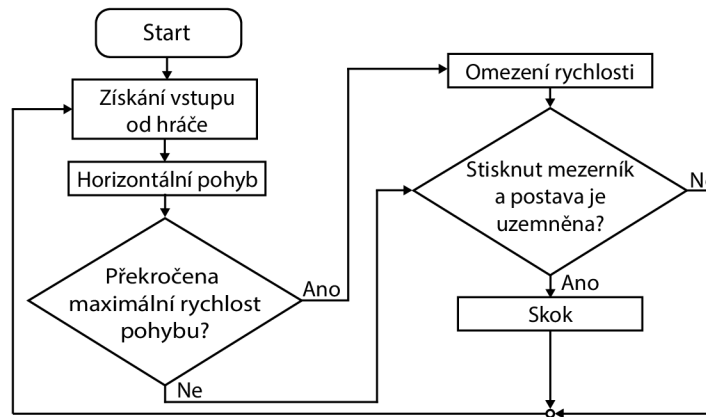 Start
Získání vstupu
od hráče
Horizontální pohyb
Překročena
maximální rychlost
pohybu?
Ano
Ne
Omezení rychlosti
Stisknut mezerník
a postava je
uzemněna?
Ano
Skok